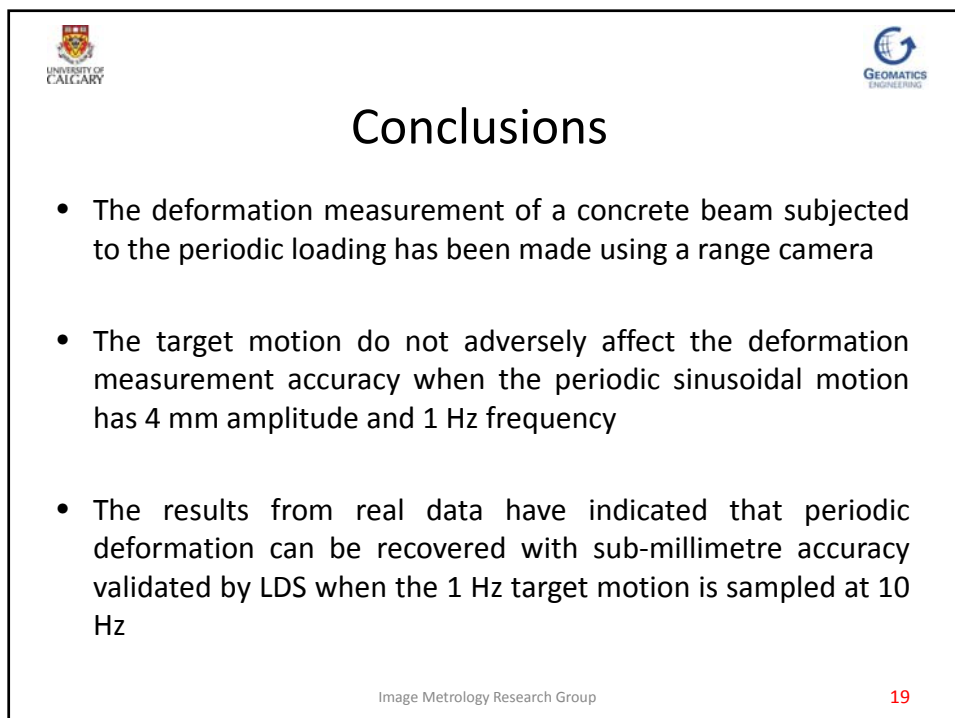 UNIVERSITY OF
CALGARY
GEOMATICS
ENGINEERING
Conclusions
• The deformation measurement of a concrete beam subjected
to the periodic loading has been made using a range camera
• The target motion do not adversely affect the deformation
measurement accuracy when the periodic sinusoidal motion
has 4 mm amplitude and 1 Hz frequency
• The results from real data have indicated that periodic
deformation can be recovered with sub-millimetre accuracy
validated by LDS when the 1 Hz target motion is sampled at 10
Hz
Image Metrology Research Group 19